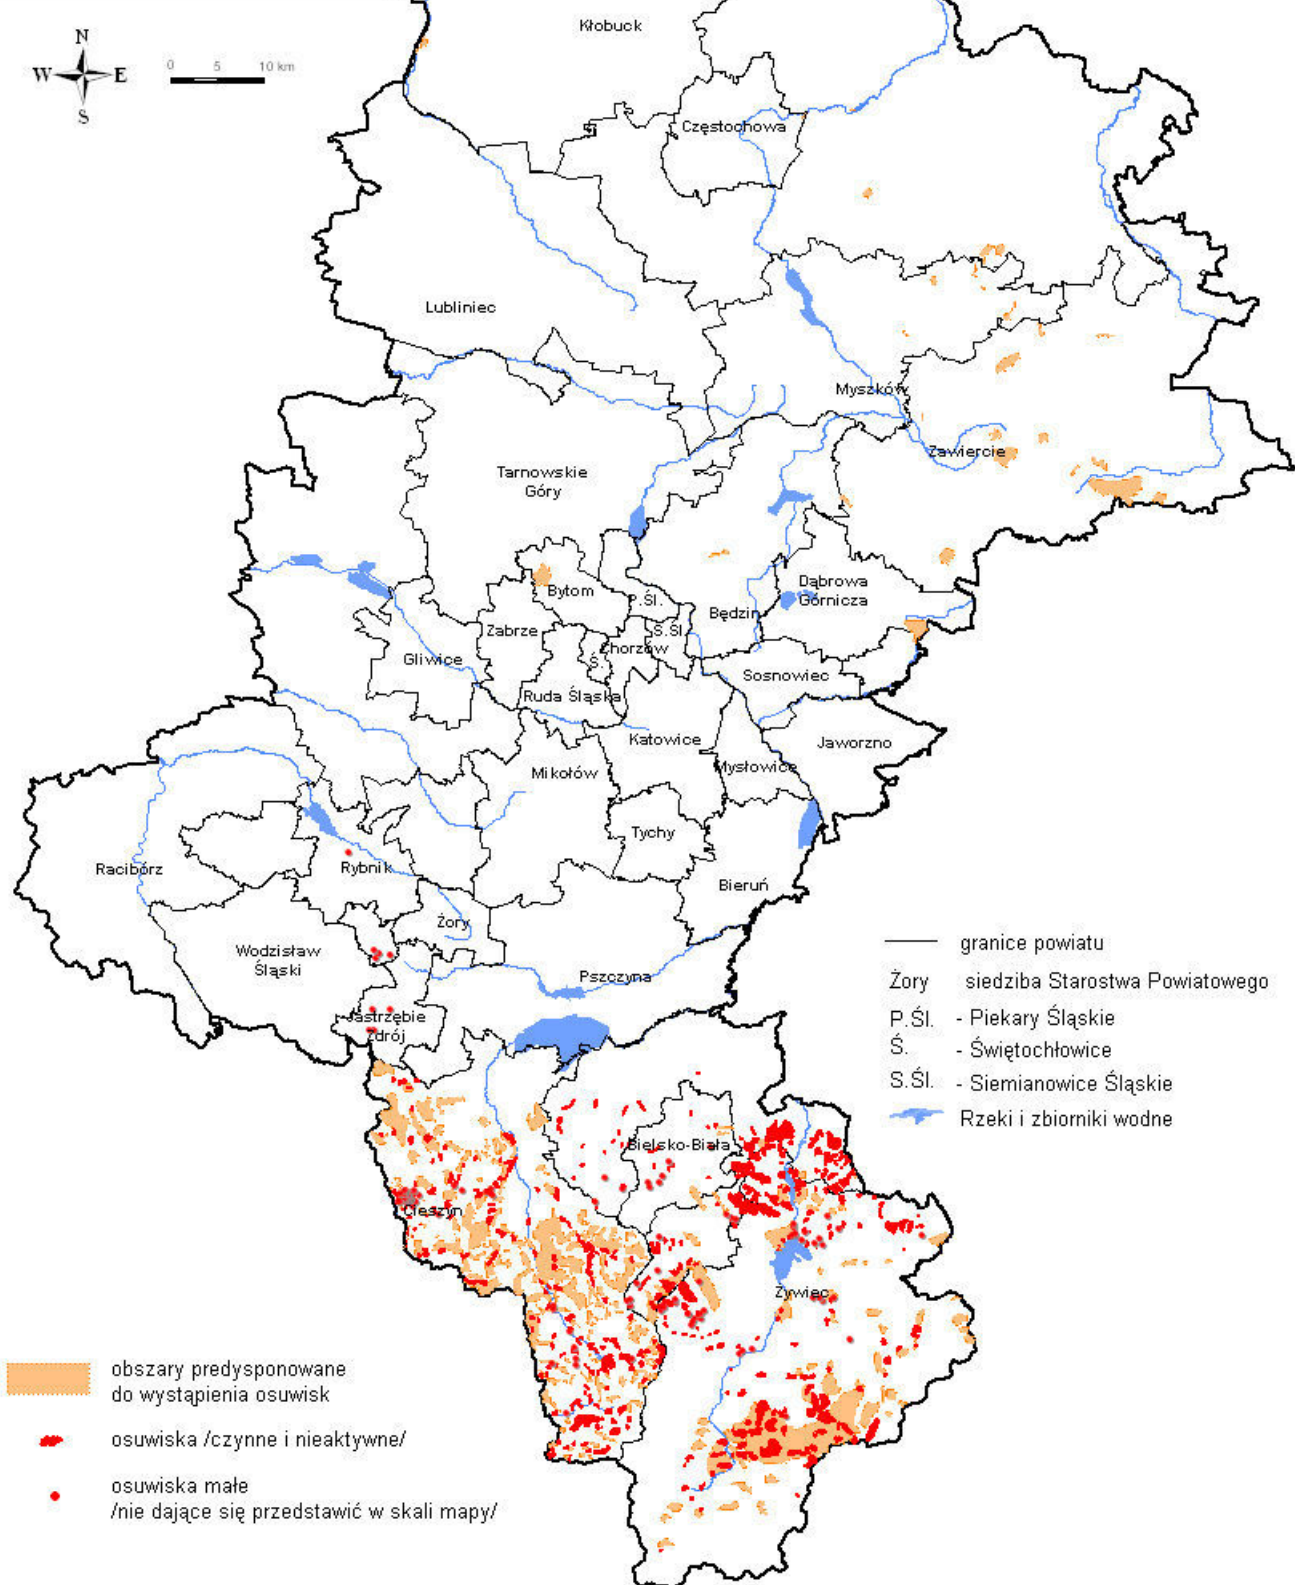 N
W E
S
0 5 10 km
Kłobuck
Częstochowa
Lubliniec
Myszków
Zawiercie
Tarnowskie
Góry
Bytom
P.Śl.
Będzin
Dąbrowa
Górnicza
Zabrze
Ś.
Chorzów
S.Śl.
Gliwice
Ruda Śląska
Sosnowiec
Katowice
Mysłowice
Jaworzno
Mikołów
Tychy
Bieruń
Racibórz
Rybnik
Żory
Wodzisław
Śląski
Pszczyna
Jastrzębie
Zdrój
Bielsko-Biała
Cieszyn
Żywiec
granice powiatu
Żory siedziba Starostwa Powiatowego
P.Śl. - Piekary Śląskie
Ś. - Świętochłowice
S.Śl. - Siemianowice Śląskie
Rzeki i zbiorniki wodne
obszary predysponowane
do wystąpienia osuwisk
osuwiska /czynne i nieaktywne/
osuwiska małe
/nie dające się przedstawić w skali mapy/